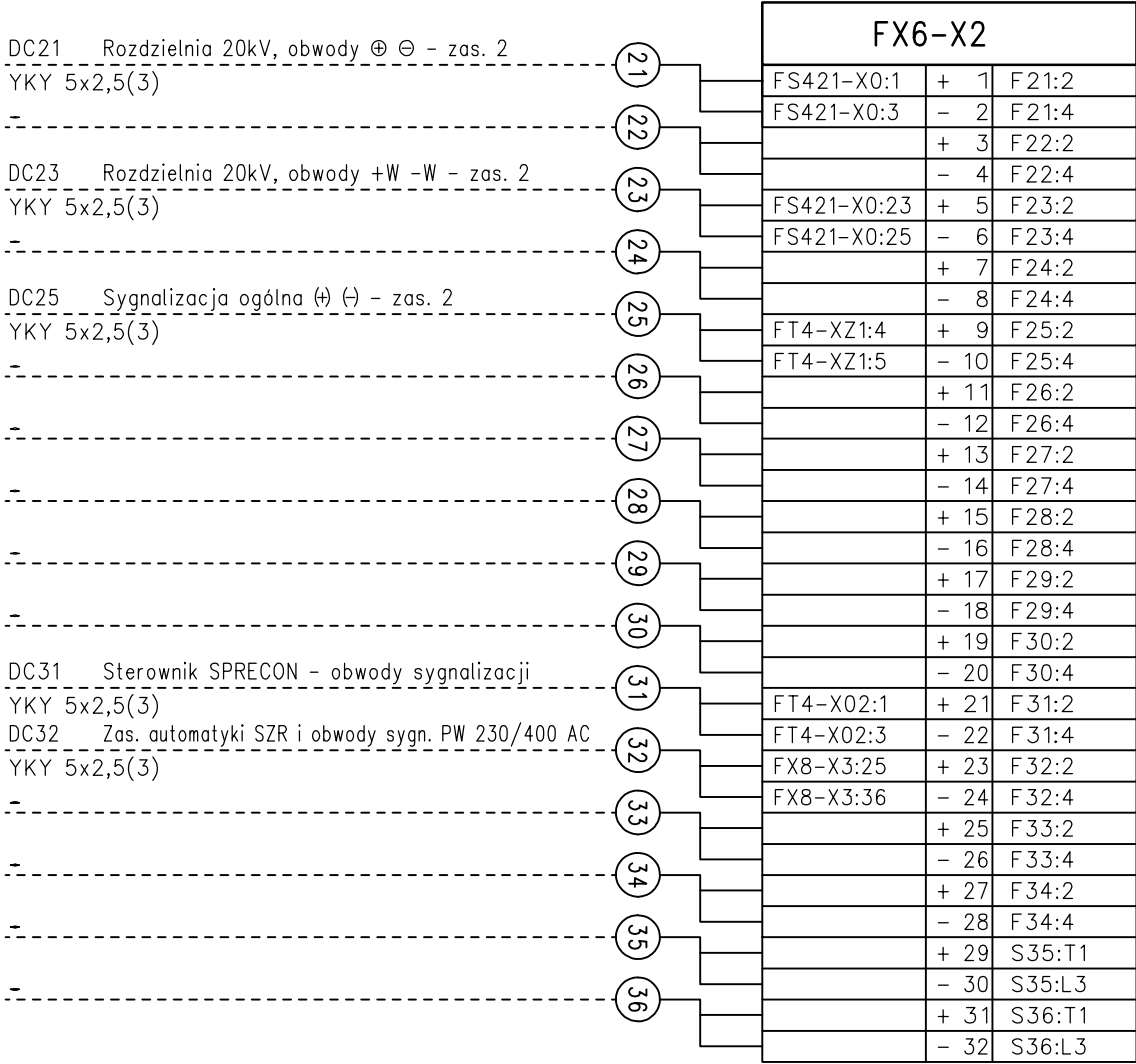 FX6-X2
DC21 Rozdzielnia 20kV, obwody ⊕ ⊖ - zas. 2
21
YKY 5x2,5(3)
FS421-X0:1 + 1 F21:2
FS421-X0:3 - 2 F21:4
-
22
+ 3 F22:2
- 4 F22:4
DC23 Rozdzielnia 20kV, obwody +W -W - zas. 2
23
YKY 5x2,5(3)
FS421-X0:23 + 5 F23:2
FS421-X0:25 - 6 F23:4
-
24
+ 7 F24:2
- 8 F24:4
DC25 Sygnalizacja ogólna (+) (-) - zas. 2
25
YKY 5x2,5(3)
FT4-XZ1:4 + 9 F25:2
FT4-XZ1:5 - 10 F25:4
-
26
+ 11 F26:2
- 12 F26:4
-
27
+ 13 F27:2
- 14 F27:4
-
28
+ 15 F28:2
- 16 F28:4
-
29
+ 17 F29:2
- 18 F29:4
-
30
+ 19 F30:2
- 20 F30:4
DC31 Sterownik SPRECON - obwody sygnalizacji
31
YKY 5x2,5(3)
FT4-X02:1 + 21 F31:2
FT4-X02:3 - 22 F31:4
DC32 Zas. automatyki SZR i obwody sygn. PW 230/400 AC
32
YKY 5x2,5(3)
FX8-X3:25 + 23 F32:2
FX8-X3:36 - 24 F32:4
-
33
+ 25 F33:2
- 26 F33:4
-
34
+ 27 F34:2
- 28 F34:4
-
35
+ 29 S35:T1
- 30 S35:L3
-
36
+ 31 S36:T1
- 32 S36:L3